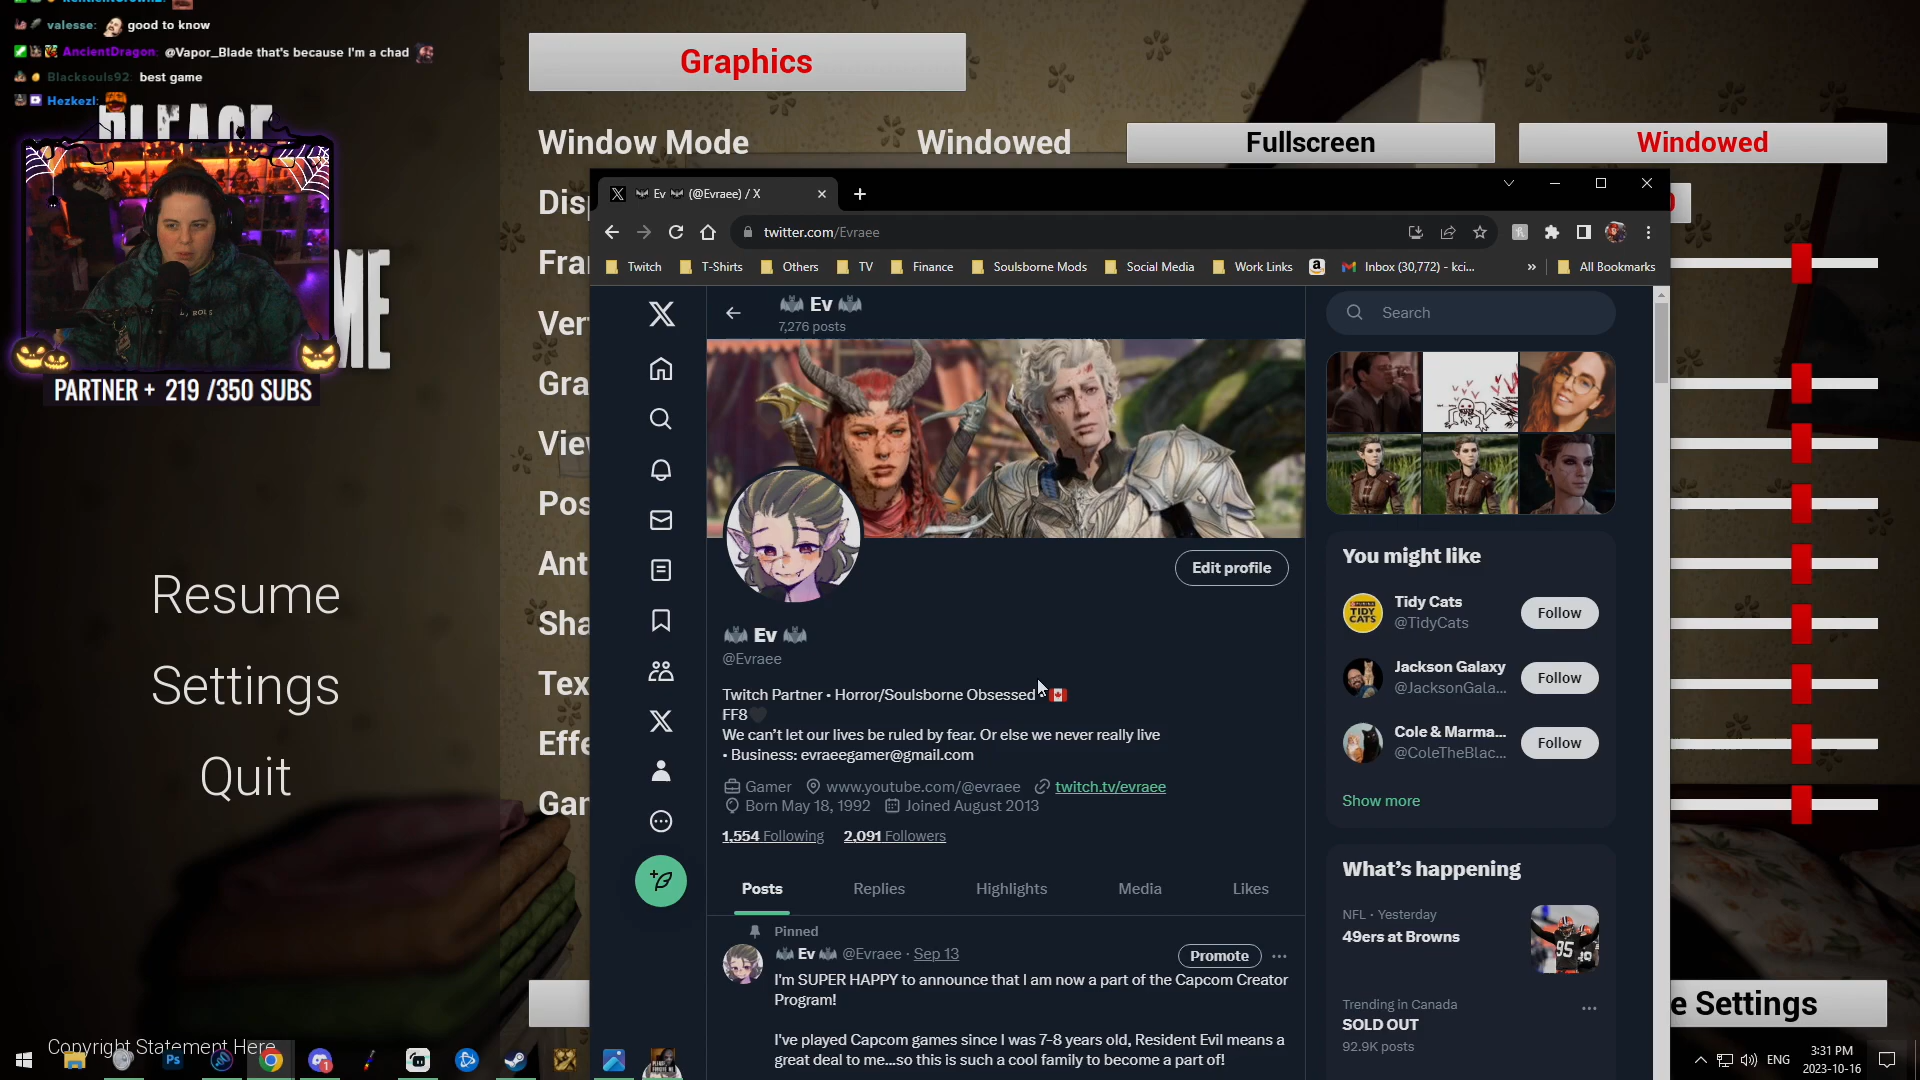 valesse: good to know
AncientDragon: @Vapor_Blade that's because I'm a chad
Blacksouls92: best game
Hezkezl:
PLEASE
ME
L, ROLE
PARTNER + 219 /350 SUBS
Resume
Settings
Quit
Copyright Statement Here
Graphics
Window Mode
Windowed
Fullscreen
Windowed
Ev (@Evraee) / X
twitter.com/Evraee
Twitch
T-Shirts
Others
TV
Finance
Soulsborne Mods
Social Media
Work Links
Inbox (30,772) - kci...
»
All Bookmarks
Ev
7,276 posts
Search
Edit profile
Ev
@Evraee
Twitch Partner • Horror/Soulsborne Obsessed •
FF8
We can't let our lives be ruled by fear. Or else we never really live
• Business: evraeegamer@gmail.com
Gamer www.youtube.com/@evraee twitch.tv/evraee
Born May 18, 1992 Joined August 2013
1,554 Following 2,091 Followers
Posts
Replies
Highlights
Media
Likes
Pinned
Ev @Evraee · Sep 13
Promote
I'm SUPER HAPPY to announce that I am now a part of the Capcom Creator
Program!
I've played Capcom games since I was 7-8 years old, Resident Evil means a
great deal to me...so this is such a cool family to become a part of!
You might like
Tidy Cats
@TidyCats
Follow
Jackson Galaxy
@JacksonGala...
Follow
Cole & Marma...
@ColeTheBlac...
Follow
Show more
What's happening
NFL · Yesterday
49ers at Browns
Trending in Canada
SOLD OUT
92.9K posts
Settings
ENG
3:31 PM
2023-10-16